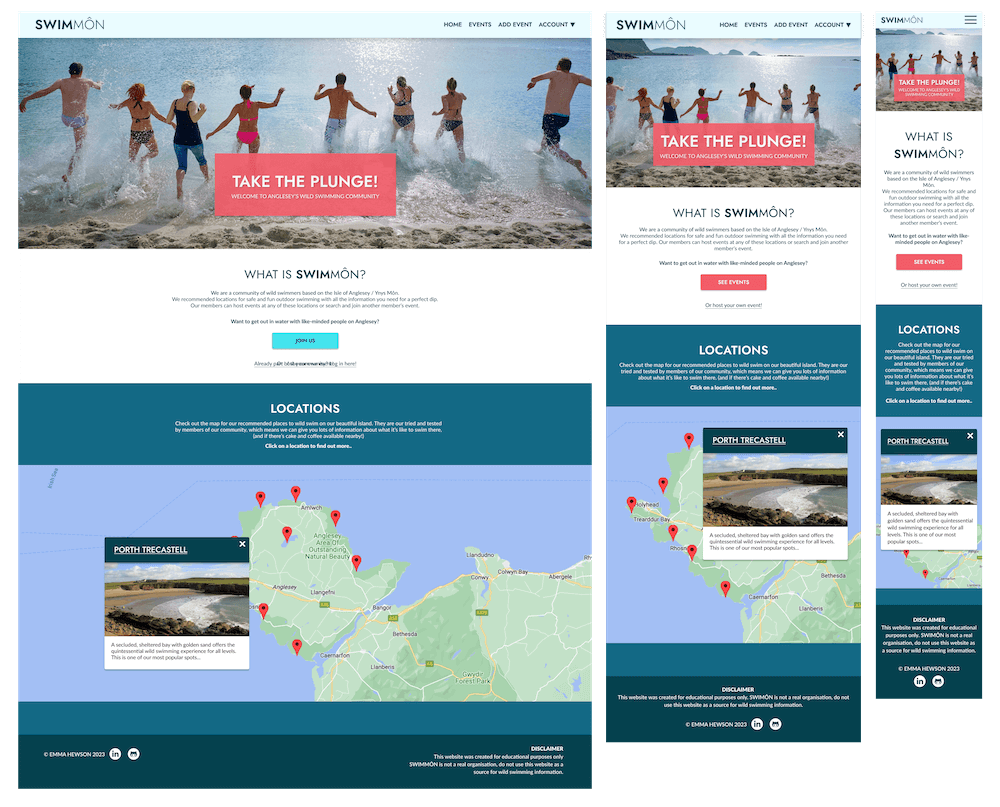 SWIMMÔN
HOME EVENTS ADD EVENT ACCOUNT ▼
TAKE THE PLUNGE!
WELCOME TO ANGLESEY'S WILD SWIMMING COMMUNITY
WHAT IS SWIMMÔN?
We are a community of wild swimmers based on the Isle of Anglesey / Ynys Môn.
We recommended locations for safe and fun outdoor swimming with all the information you need for a perfect dip.
Our members can host events at any of these locations or search and join another member's event.
Want to get out in water with like-minded people on Anglesey?
JOIN US
Already part of the community? Log in here!
LOCATIONS
Check out the map for our recommended places to wild swim on our beautiful island. They are our tried and tested
by members of our community, which means we can give you lots of information about what it's like to swim there,
(and if there's cake and coffee available nearby!)
Click on a location to find out more..
Irish Sea
Amlwch
Anglesey
Area Of
Outstanding
Natural Beauty
Llandudno
Colwyn Bay
Rhy
Conwy
Abergele
Anglesey
Llangefni
Bangor
Bethesda
Caernarfon
Llanberis
Gwydir
Forest Park
PORTH TRECASTELL
×
A secluded, sheltered bay with golden sand offers the
quintessential wild swimming experience for all levels.
This is one of our most popular spots...
© EMMA HEWSON 2023
in
DISCLAIMER
This website was created for educational purposes only
SWIMMÔN is not a real organisation, do not use this website as a
source for wild swimming information.
SWIMMÔN
HOME EVENTS ADD EVENT ACCOUNT ▼
TAKE THE PLUNGE!
WELCOME TO ANGLESEY'S WILD SWIMMING COMMUNITY
WHAT IS SWIMMÔN?
We are a community of wild swimmers based on the Isle of Anglesey / Ynys Môn.
We recommended locations for safe and fun outdoor swimming with all the information you need
for a perfect dip. Our members can host events at any of these locations or search and join another
member's event.
Want to get out in water with like-minded people on Anglesey?
SEE EVENTS
Or host your own event!
LOCATIONS
Check out the map for our recommended places to wild swim on our beautiful island. They are our
tried and tested by members of our community, which means we can give you lots of information
about what it's like to swim there, (and if there's cake and coffee available nearby!)
Click on a location to find out more..
PORTH TRECASTELL
×
A secluded, sheltered bay with golden sand offers the
quintessential wild swimming experience for all levels.
This is one of our most popular spots...
Holyhead
Trearddur Bay
Rhosn
Caernarfon
Bethesda
Llanberis
DISCLAIMER
This website was created for educational purposes only, SWIMÔN is not a real organisation, do not
use this website as a source for wild swimming information.
© EMMA HEWSON 2023
in
SWIMMÔN
TAKE THE PLUNGE!
WELCOME TO ANGLESEY'S WILD
SWIMMING COMMUNITY
WHAT IS
SWIMMÔN?
We are a community of wild swimmers
based on the Isle of Anglesey / Ynys
Môn.
We recommended locations for safe and
fun outdoor swimming with all the
information you need for a perfect dip.
Our members can host events at any of
these locations or search and join
another member's event.
Want to get out in water with like-
minded people on Anglesey?
SEE EVENTS
Or host your own event!
LOCATIONS
Check out the map for our
recommended places to wild swim on
our beautiful island. They are our tried
and tested by members of our
community, which means we can give
you lots of information about what it's
like to swim there, (and if there's cake
and coffee available nearby!)
Click on a location to find out more..
PORTH TRECASTELL
×
A secluded, sheltered bay with
golden sand offers the quintessential
wild swimming experience for all
levels. This is one of our most
popular spots...
DISCLAIMER
This website was created for educational
purposes only. SWIMÔN is not a real
organisation, do not use this website as
a source for wild swimming information.
© EMMA HEWSON 2023
in